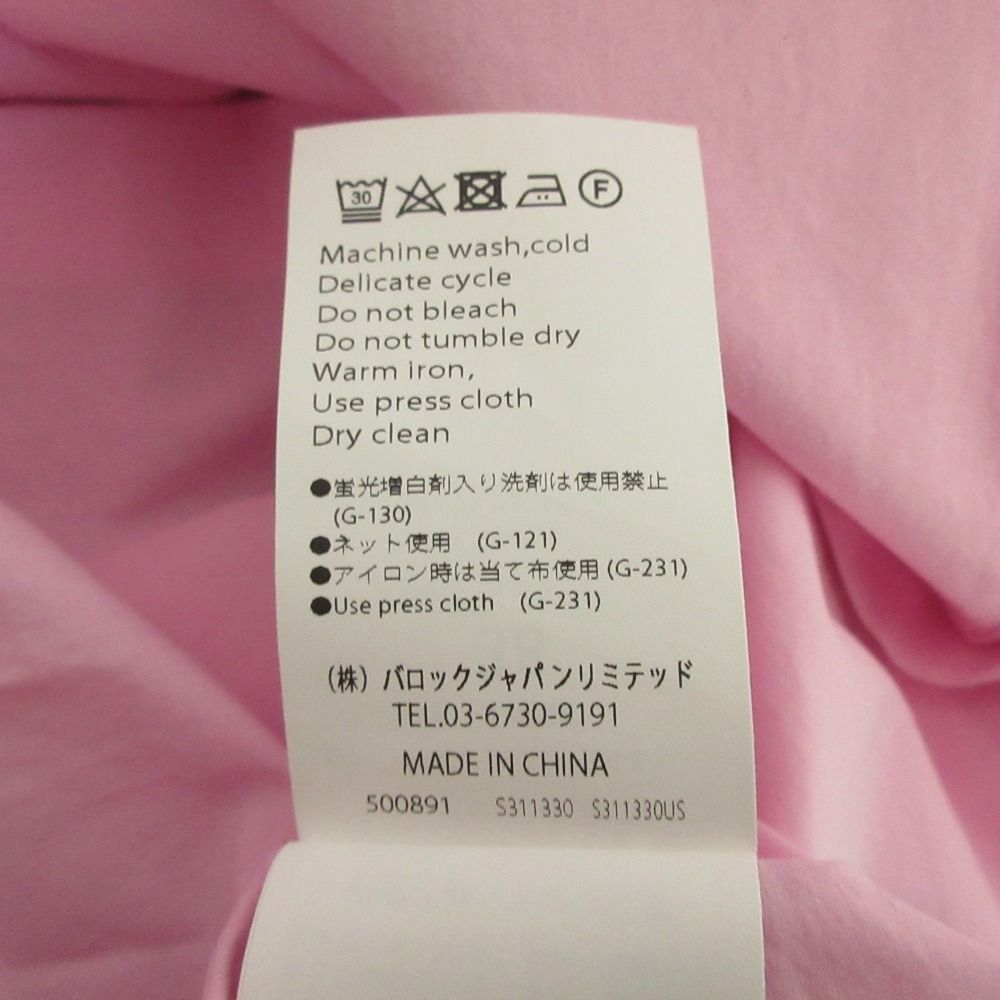 30 F
Machine wash,cold
Delicate cycle
Do not bleach
Do not tumble dry
Warm iron,
Use press cloth
Dry clean
●蛍光増白剤入り洗剤は使用禁止
(G-130)
●ネット使用 (G-121)
●アイロン時は当て布使用 (G-231)
●Use press cloth (G-231)
(株) バロックジャパンリミテッド
TEL.03-6730-9191
MADE IN CHINA
500891 S311330 S311330US